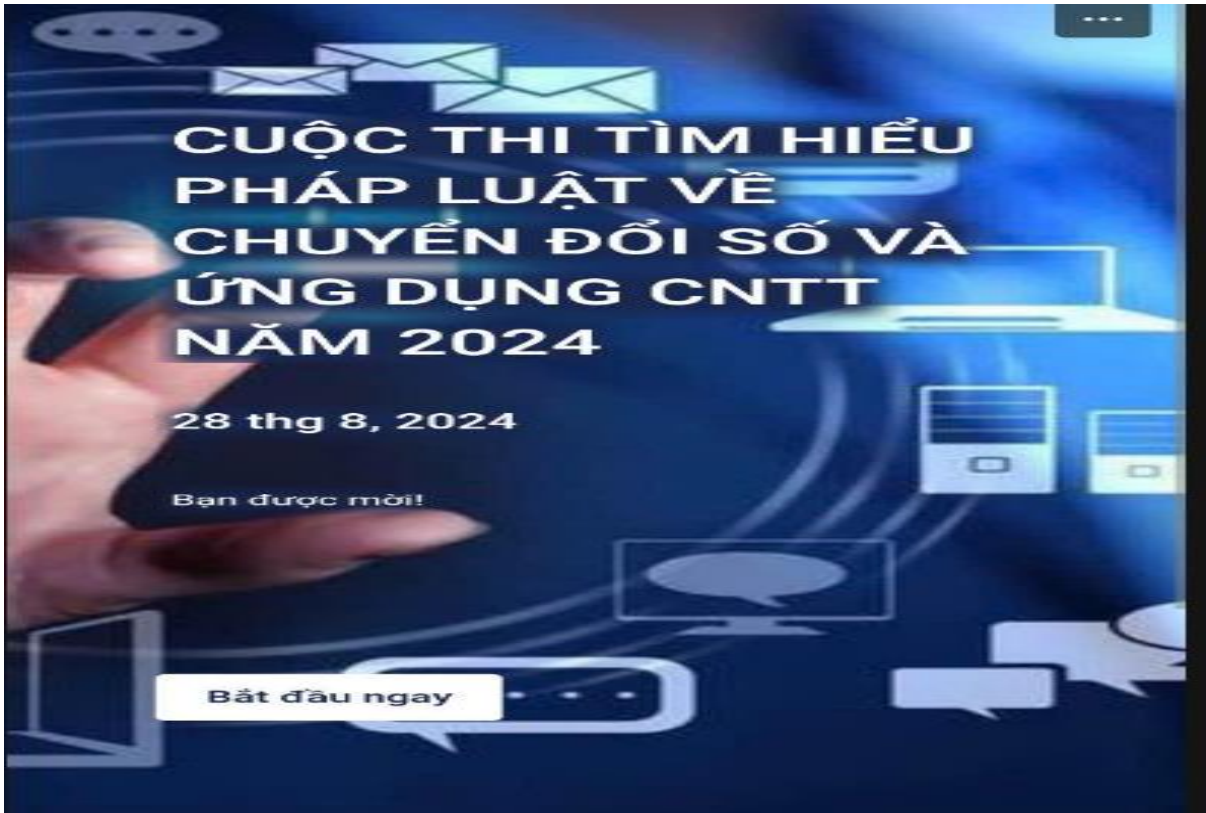 CUỘC THI TÌM HIỂU
PHÁP LUẬT VỀ
CHUYỂN ĐỔI SỐ VÀ
ỨNG DỤNG CNTT
NĂM 2024
28 thg 8, 2024
Bạn được mời!
Bắt đầu ngay